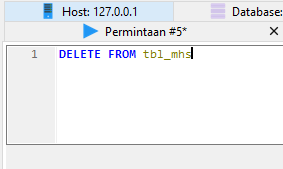 Host: 127.0.0.1
Database:
Permintaan #5*
1
DELETE FROM tbl_mhs